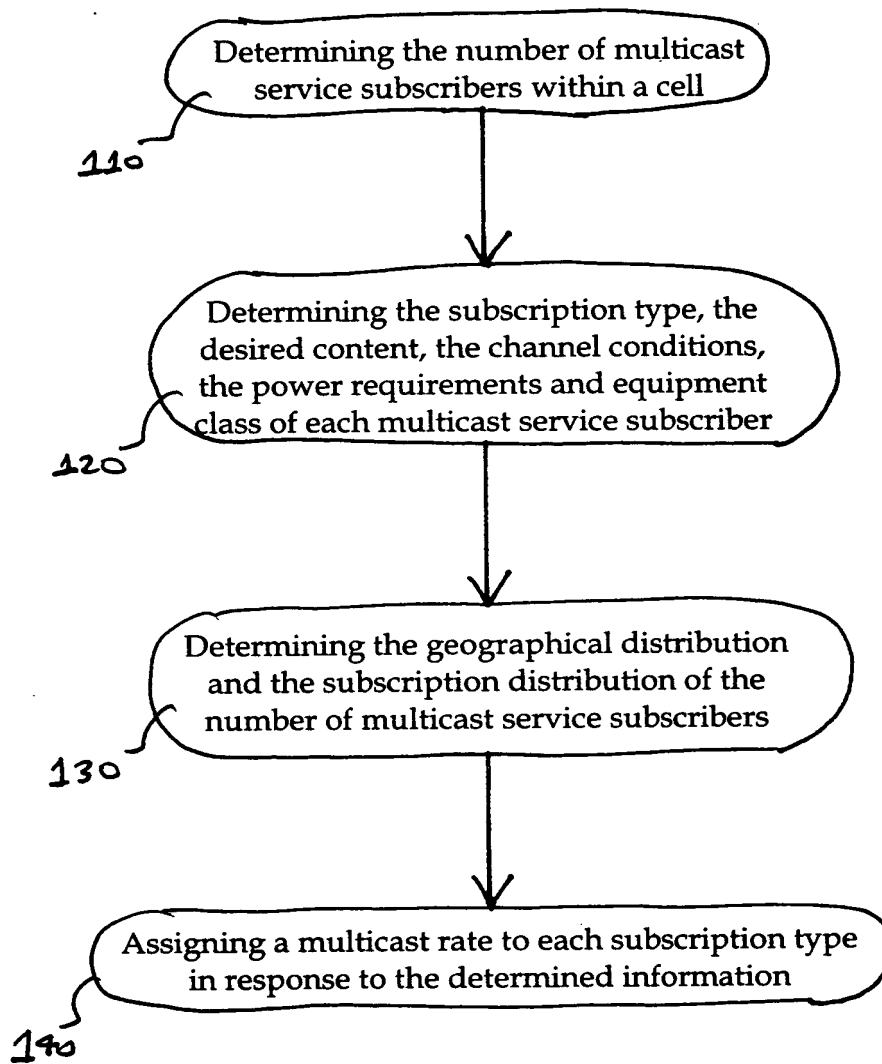 Determining the number of multicast
service subscribers within a cell
110
Determining the subscription type, the
desired content, the channel conditions,
the power requirements and equipment
class of each multicast service subscriber
120
Determining the geographical distribution
and the subscription distribution of the
number of multicast service subscribers
130
Assigning a multicast rate to each subscription type
in response to the determined information
140